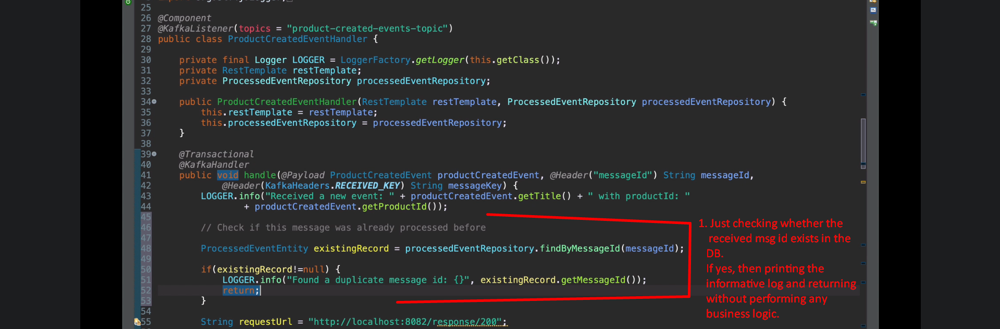 25
26 @Component
27 @KafkaListener(topics = "product-created-events-topic")
28 public class ProductCreatedEventHandler {
29
30 private final Logger LOGGER = LoggerFactory.getLogger(this.getClass());
31 private RestTemplate restTemplate;
32 private ProcessedEventRepository processedEventRepository;
33
34 public ProductCreatedEventHandler(RestTemplate restTemplate, ProcessedEventRepository processedEventRepository) {
35 this.restTemplate = restTemplate;
36 this.processedEventRepository = processedEventRepository;
37 }
38
39 @Transactional
40 @KafkaHandler
41 public void handle(@Payload ProductCreatedEvent productCreatedEvent, @Header("messageId") String messageId,
42 @Header(KafkaHeaders.RECEIVED_KEY) String messageKey) {
43 LOGGER.info("Received a new event: " + productCreatedEvent.getTitle() + " with productId: "
44 + productCreatedEvent.getProductId());
45
46 // Check if this message was already processed before
47
48 ProcessedEventEntity existingRecord = processedEventRepository.findByMessageId(messageId);
49
50 if(existingRecord!=null) {
51 LOGGER.info("Found a duplicate message id: {}", existingRecord.getMessageId());
52 return;
53 }
54
55 String requestUrl = "http://localhost:8082/response/200";
1. Just checking whether the
received msg id exists in the
DB.
If yes, then printing the
informative log and returning
without performing any
business logic.